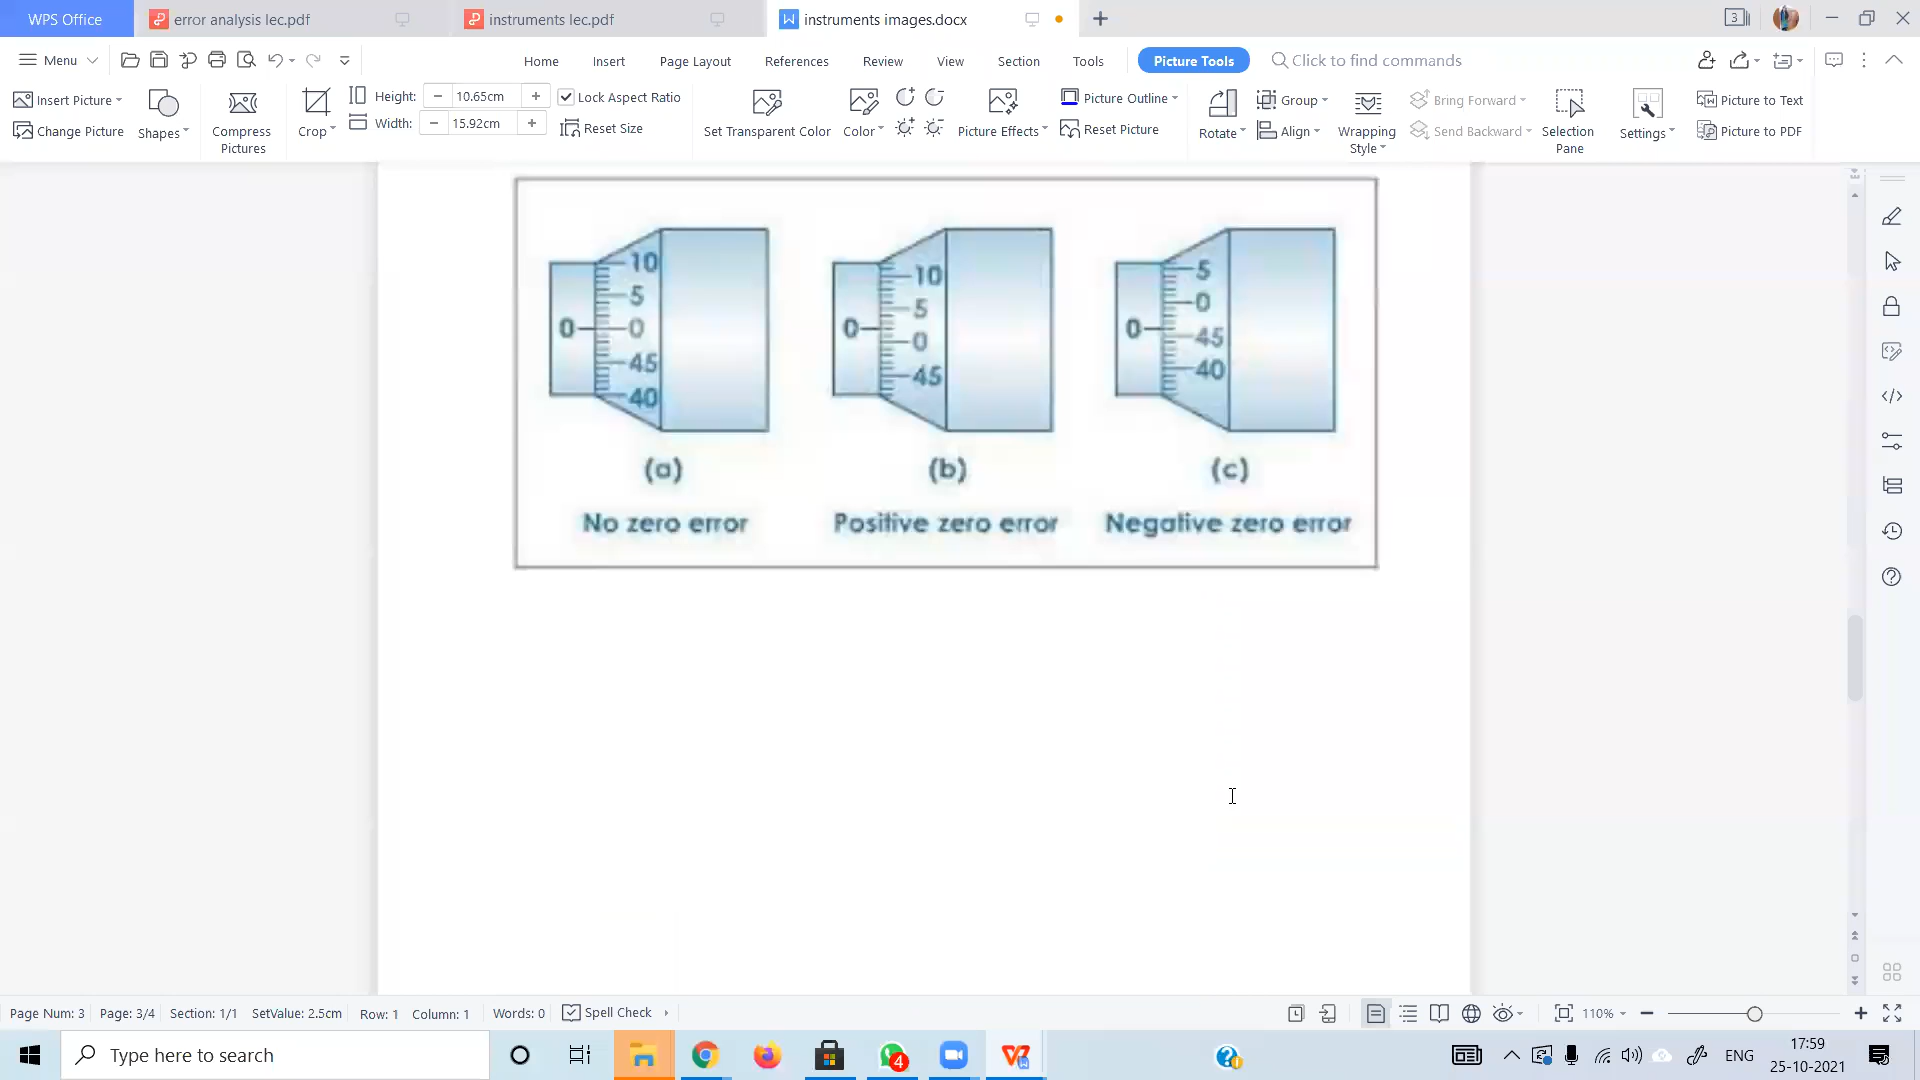 WPS Office
error analysis lec.pdf
instruments lec.pdf
instruments images.docx
3
Menu
Home
Insert
Page Layout
References
Review
View
Section
Tools
Picture Tools
Click to find commands
Insert Picture
Change Picture
Shapes
Compress
Pictures
Crop
Height: 10.65cm
Width: 15.92cm
Lock Aspect Ratio
Reset Size
Set Transparent Color
Color
Picture Effects
Picture Outline
Reset Picture
Rotate
Group
Align
Wrapping
Style
Bring Forward
Send Backward
Selection
Pane
Settings
Picture to Text
Picture to PDF
10
5
0 0
45
40
10
5
0
0
45
5
0
0
45
40
(a) (b) (c)
No zero error Positive zero error Negative zero error
Page Num: 3 Page: 3/4 Section: 1/1 SetValue: 2.5cm Row: 1 Column: 1 Words: 0 Spell Check
110%
Type here to search
4
ENG
17:59
25-10-2021